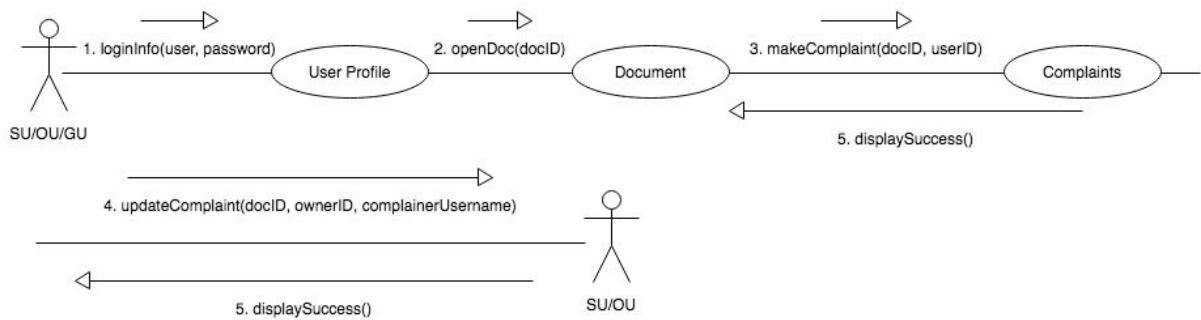 1. loginInfo(user, password)
2. openDoc(docID)
3. makeComplaint(docID, userID)
User Profile
Document
Complaints
SU/OU/GU
5. displaySuccess()
4. updateComplaint(docID, ownerID, complainerUsername)
SU/OU
5. displaySuccess()